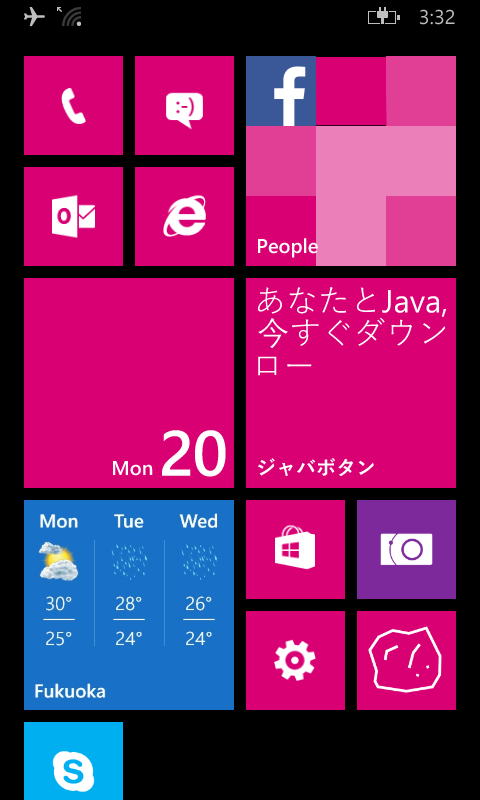 3:32
:-)
People
Mon 20
あなたとJava,
今すぐダウン
ロー
ジャバボタン
Mon Tue Wed
30° 28° 26°
25° 24° 24°
Fukuoka